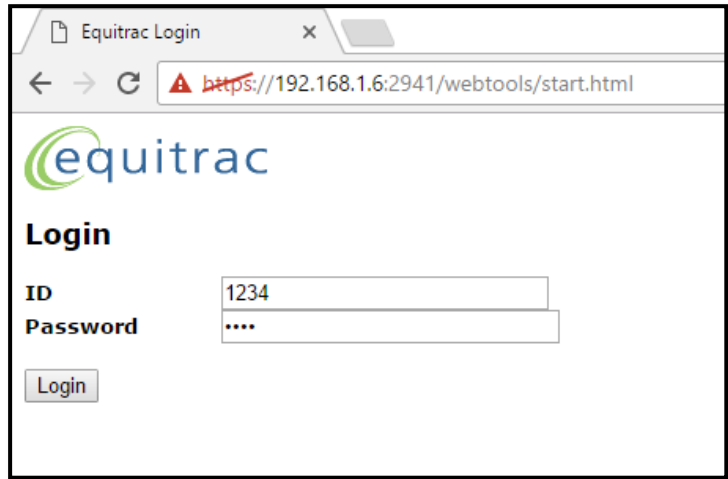 Equitrac Login
https://192.168.1.6:2941/webtools/start.html
equitrac
Login
ID 1234
Password ••••
Login